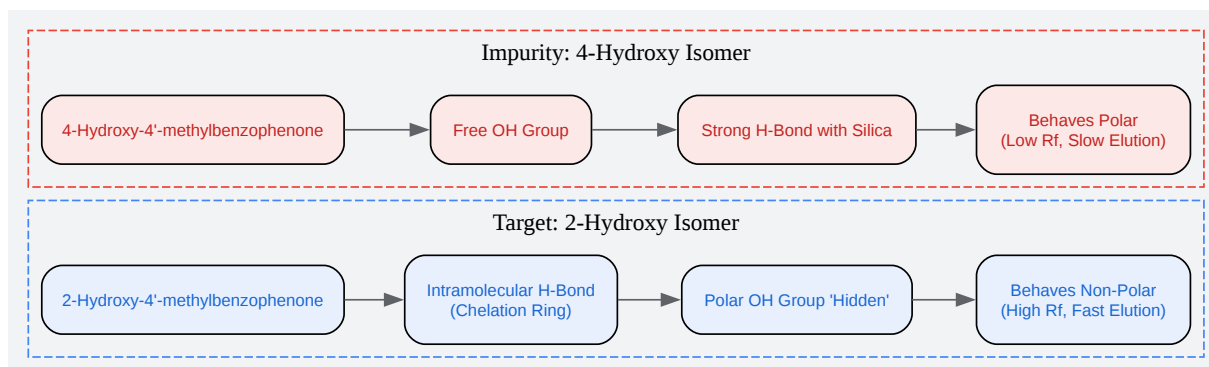 Impurity: 4-Hydroxy Isomer
4-Hydroxy-4'-methylbenzophenone
Free OH Group
Strong H-Bond with Silica
Behaves Polar
(Low Rf, Slow Elution)
Target: 2-Hydroxy Isomer
2-Hydroxy-4'-methylbenzophenone
Intramolecular H-Bond
(Chelation Ring)
Polar OH Group 'Hidden'
Behaves Non-Polar
(High Rf, Fast Elution)